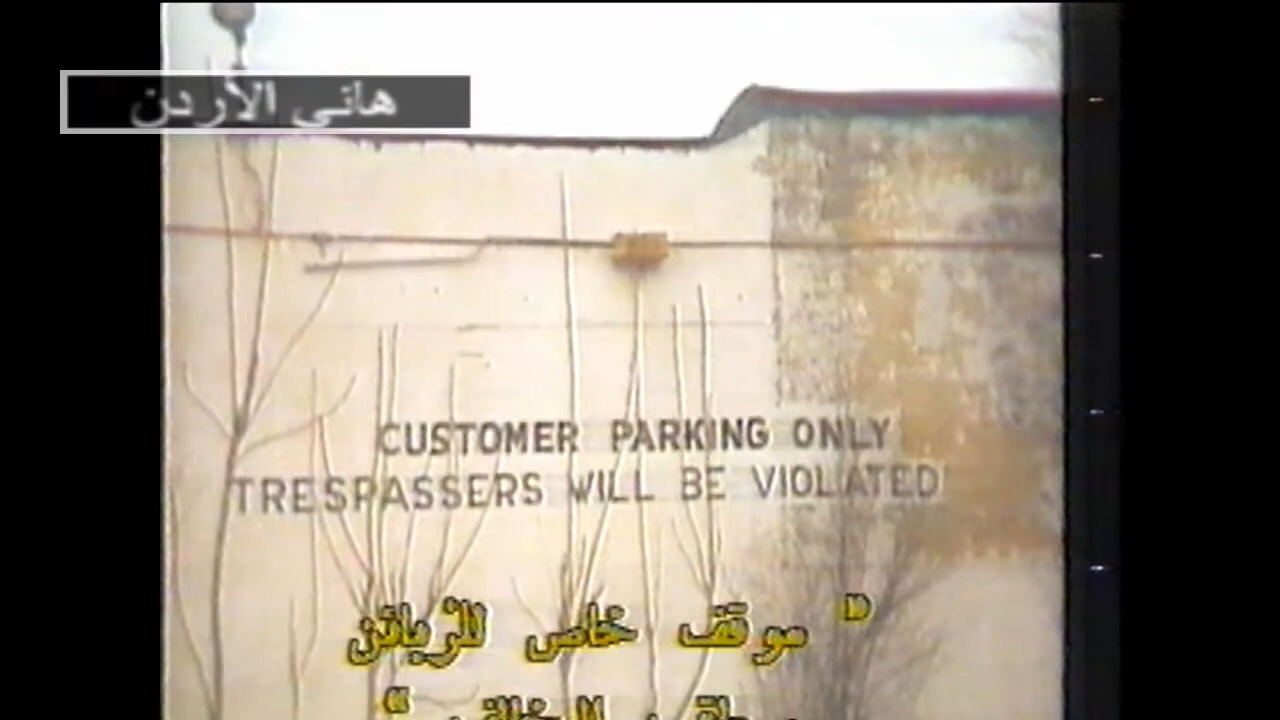 هاني الأردن
CUSTOMER PARKING ONLY
TRESPASSERS WILL BE VIOLATED
" موقف خاص للزبائن